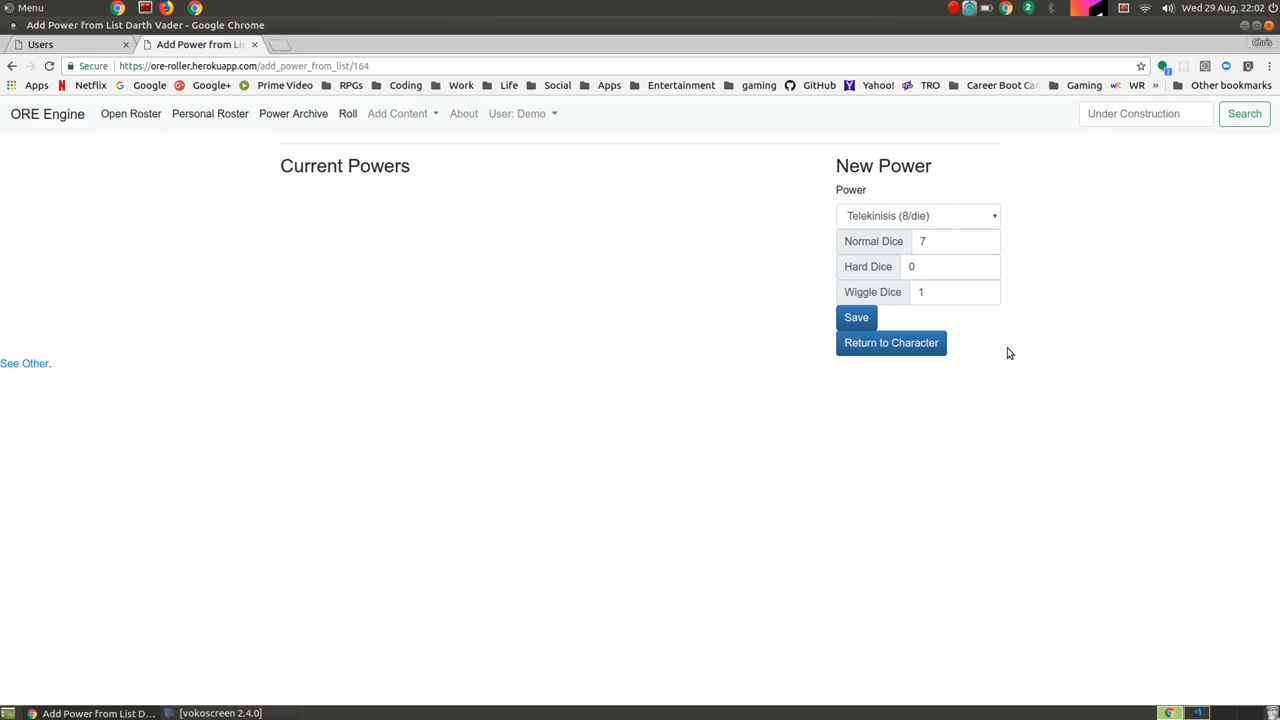 Menu
2
Wed 29 Aug, 22:02
Add Power from List Darth Vader - Google Chrome
Users
Add Power from Lis
Chris
Secure
https://ore-roller.herokuapp.com/add_power_from_list/164
2
Apps
Netflix
Google
Google+
Prime Video
RPGs
Coding
Work
Life
Social
Apps
Entertainment
gaming
GitHub
Yahoo!
TRO
Career Boot Ca
Gaming
WR
»
Other bookmarks
ORE Engine
Open Roster
Personal Roster
Power Archive
Roll
Add Content
About
User: Demo
Under Construction
Search
Current Powers
New Power
Power
Telekinisis (8/die)
Normal Dice 7
Hard Dice 0
Wiggle Dice 1
Save
Return to Character
See Other.
Add Power from List D...
[vokoscreen 2.4.0]